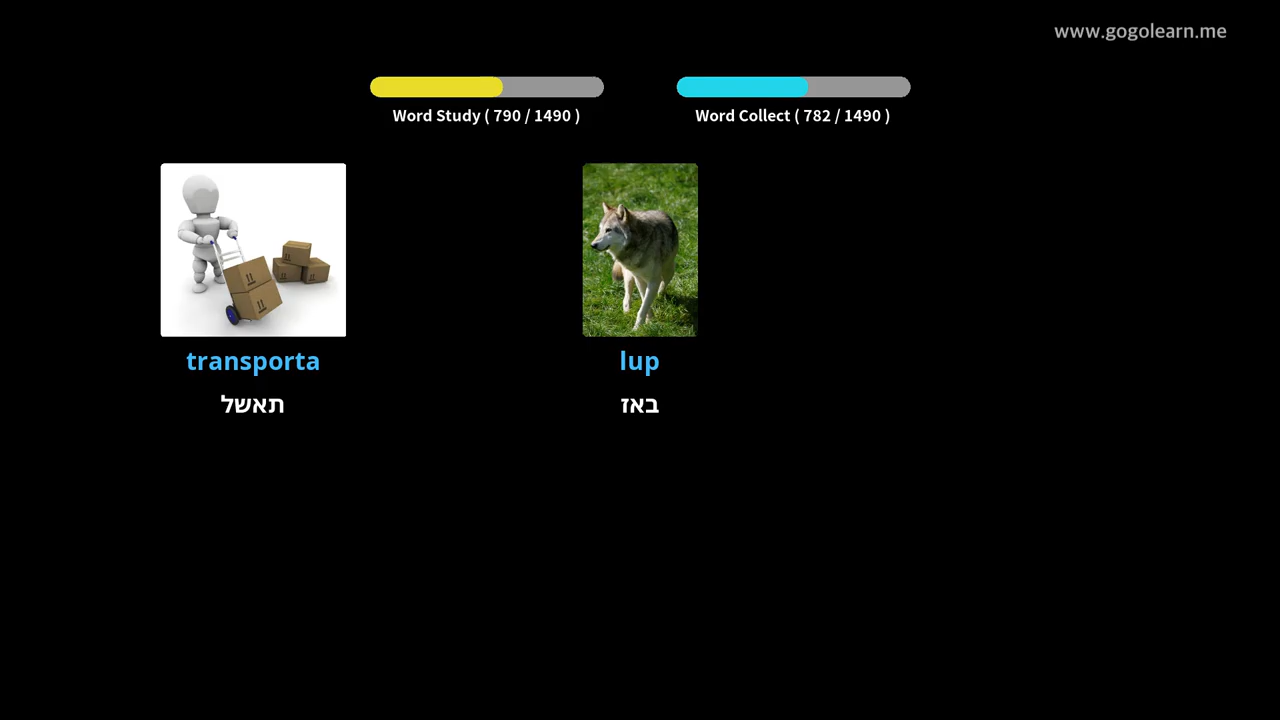 www.gogolearn.me
Word Study ( 790 / 1490 )
Word Collect ( 782 / 1490 )
transporta
תאשל
lup
באז